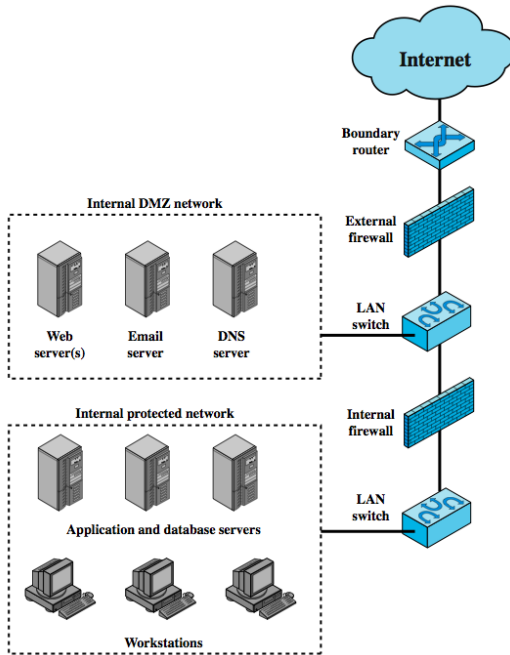 Internet
Boundary
router
Internal DMZ network
External
firewall
Web
server(s)
Email
server
DNS
server
LAN
switch
Internal protected network
Internal
firewall
LAN
switch
Application and database servers
Workstations